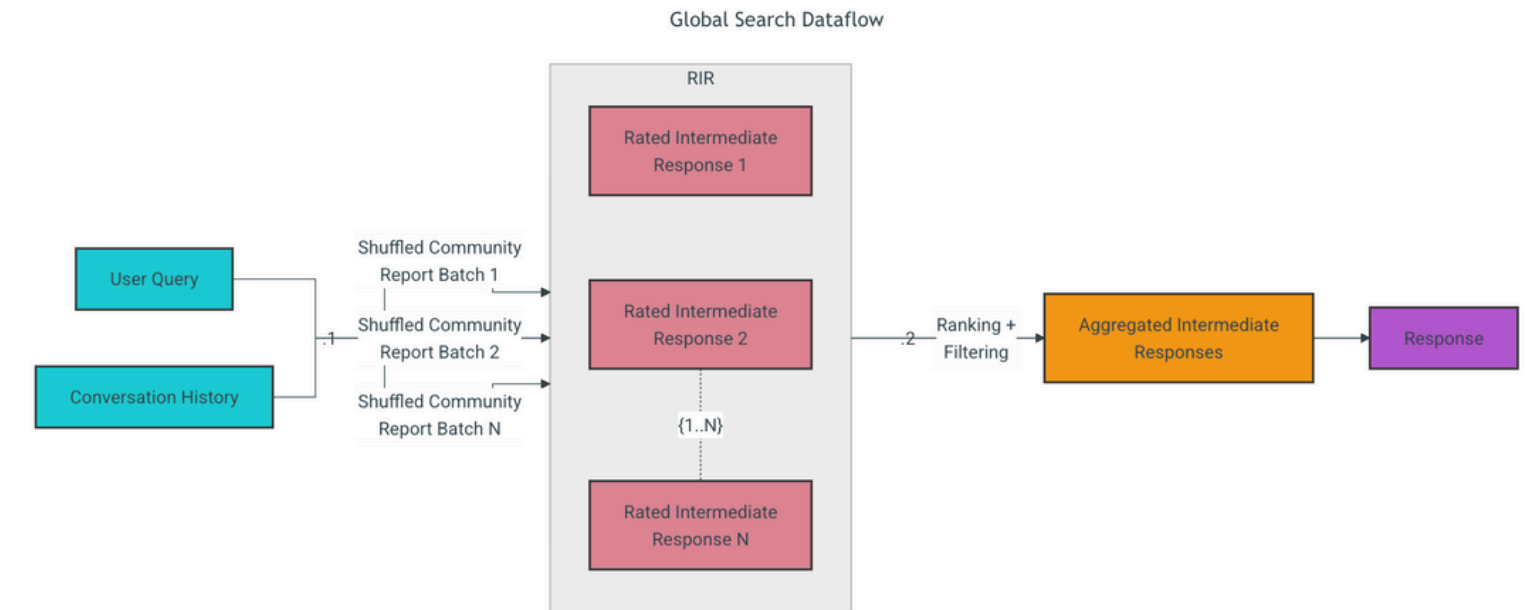 Global Search Dataflow
RIR
Rated Intermediate
Response 1
User Query
Conversation History
.1
Shuffled Community
Report Batch 1
Shuffled Community
Report Batch 2
Shuffled Community
Report Batch N
Rated Intermediate
Response 2
{1..N}
Rated Intermediate
Response N
.2
Ranking +
Filtering
Aggregated Intermediate
Responses
Response